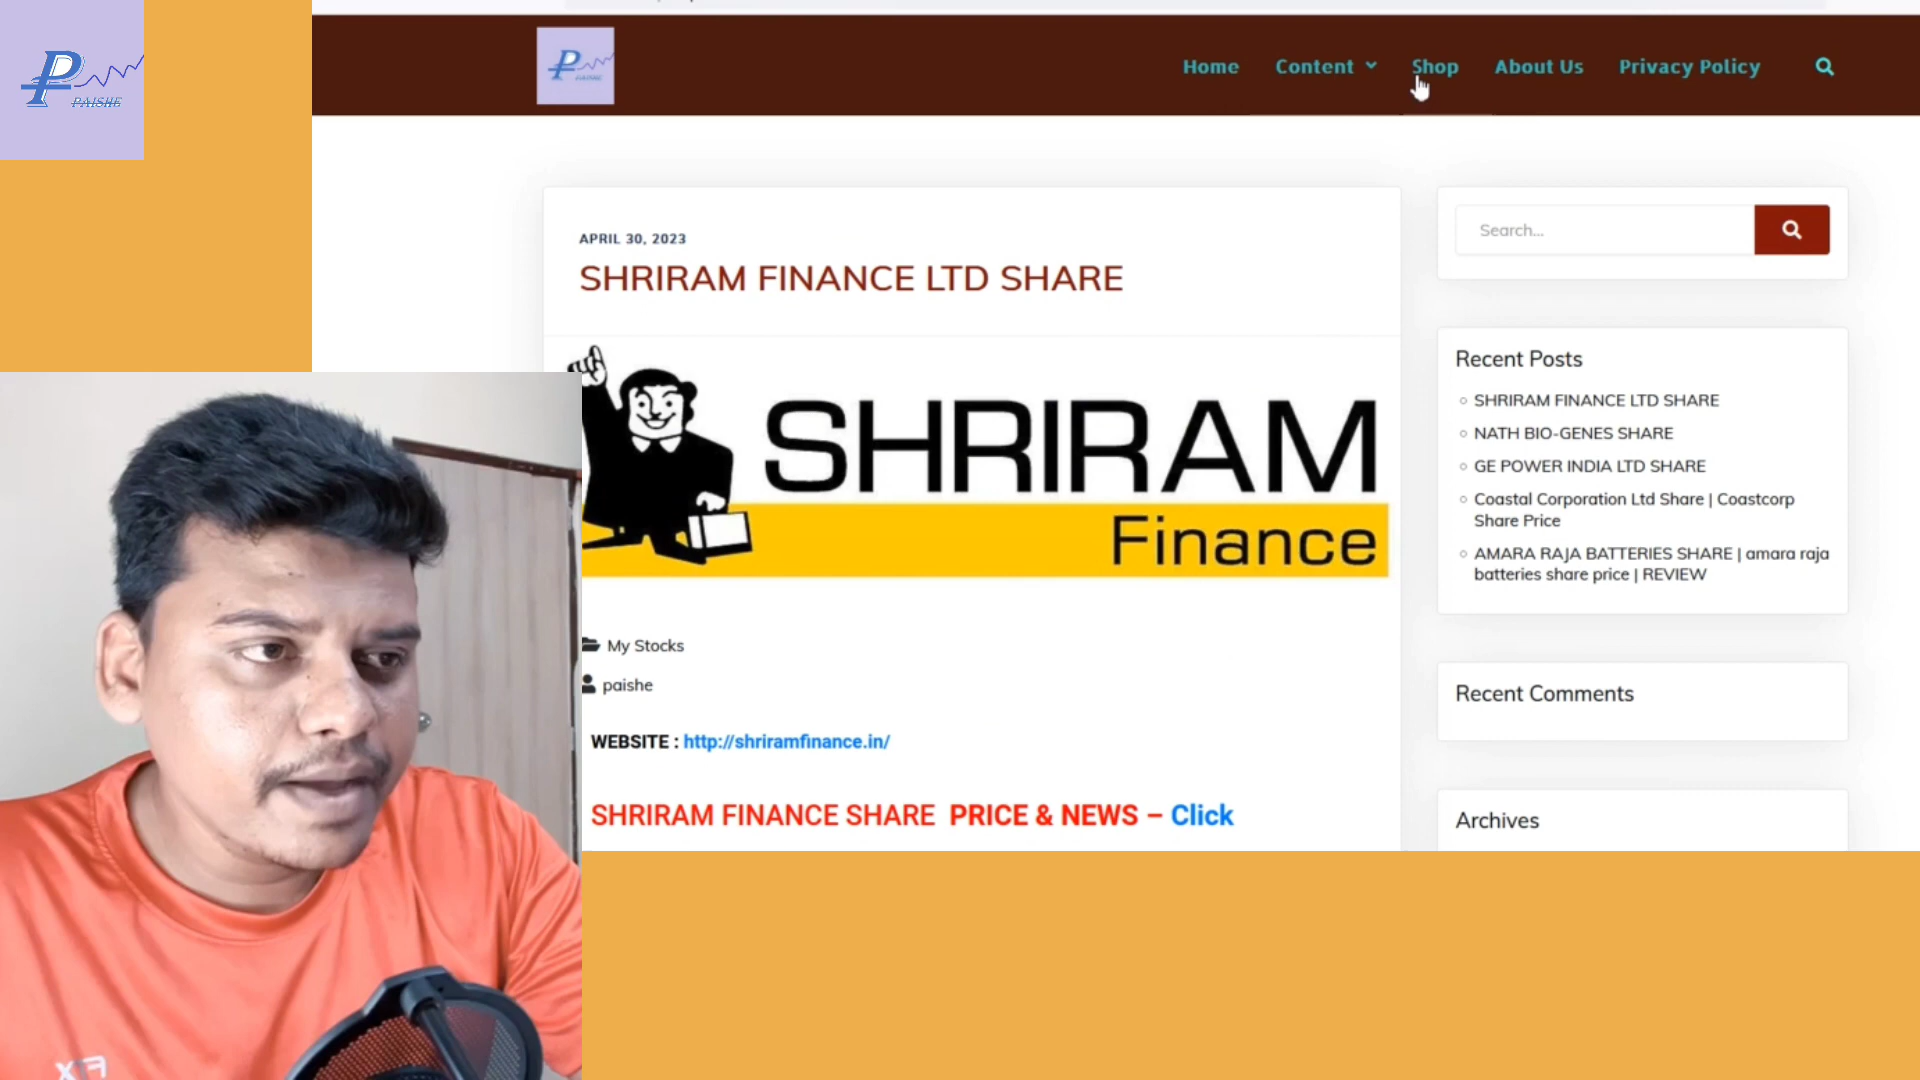 PAISHE
PAISHE
Home Content Shop About Us Privacy Policy
APRIL 30, 2023
SHRIRAM FINANCE LTD SHARE
SHRIRAM
Finance
My Stocks
paishe
WEBSITE : http://shriramfinance.in/
SHRIRAM FINANCE SHARE PRICE & NEWS – Click
Search...
Recent Posts
SHRIRAM FINANCE LTD SHARE
NATH BIO-GENES SHARE
GE POWER INDIA LTD SHARE
Coastal Corporation Ltd Share | Coastcorp
Share Price
AMARA RAJA BATTERIES SHARE | amara raja
batteries share price | REVIEW
Recent Comments
Archives